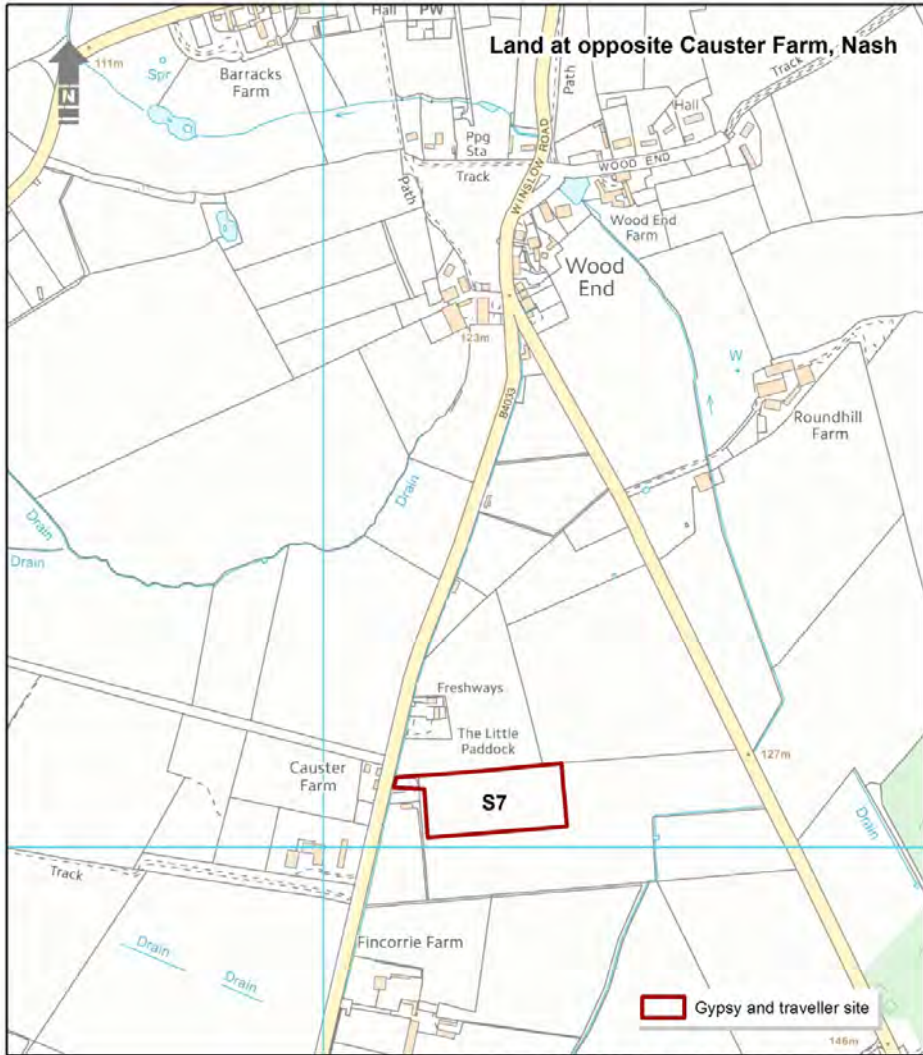 Hall
PW
Land at opposite Causter Farm, Nash
111m
Spr
Barracks
Farm
Path
Track
N
Hall
Ppg
Sta
WINSLOW ROAD
WOOD END
Track
Path
Wood End
Farm
Wood
End
123m
W
B4033
Roundhill
Farm
Drain
Drain
Drain
Freshways
The Little
Paddock
Causter
Farm
127m
S7
Drain
Track
Drain
Drain
Fincorrie Farm
Gypsy and traveller site
146m